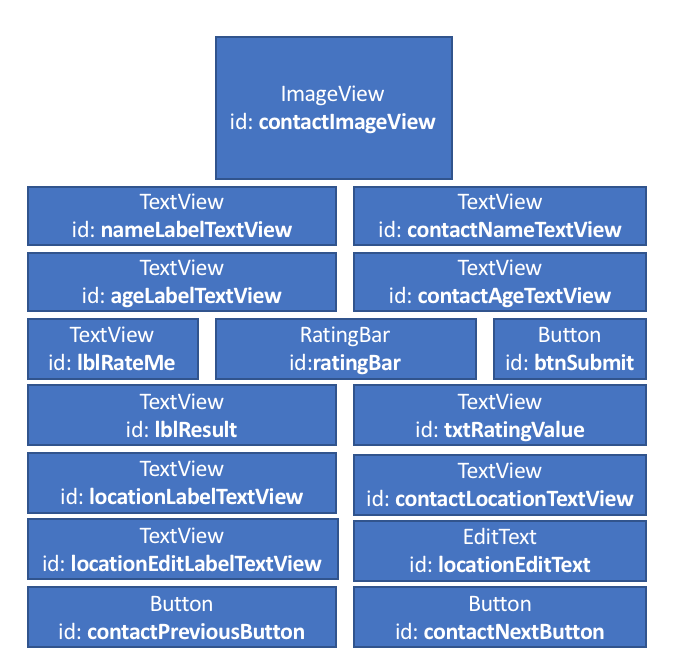 ImageView
id: contactImageView
TextView
id: nameLabelTextView
TextView
id: contactNameTextView
TextView
id: ageLabelTextView
TextView
id: contactAgeTextView
TextView
id: lblRateMe
RatingBar
id:ratingBar
Button
id: btnSubmit
TextView
id: lblResult
TextView
id: txtRatingValue
TextView
id: locationLabelTextView
TextView
id: contactLocationTextView
TextView
id: locationEditLabelTextView
EditText
id: locationEditText
Button
id: contactPreviousButton
Button
id: contactNextButton